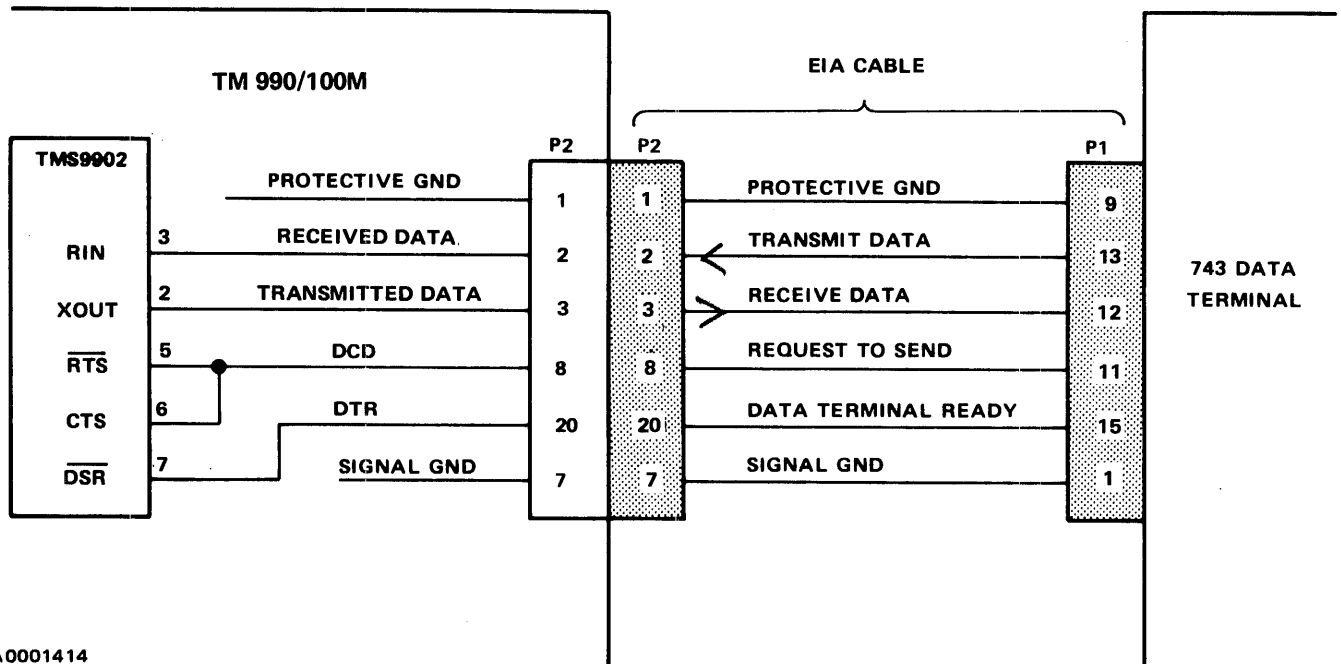 TM 990/100M
EIA CABLE
TMS9902
P2
P2
P1
PROTECTIVE GND
1
1
PROTECTIVE GND
9
RIN
3
RECEIVED DATA
2
2
TRANSMIT DATA
13
743 DATA
TERMINAL
XOUT
2
TRANSMITTED DATA
3
3
RECEIVE DATA
12
RTS
5
DCD
8
8
REQUEST TO SEND
11
CTS
6
DTR
20
20
DATA TERMINAL READY
15
DSR
7
SIGNAL GND
7
7
SIGNAL GND
1
A0001414